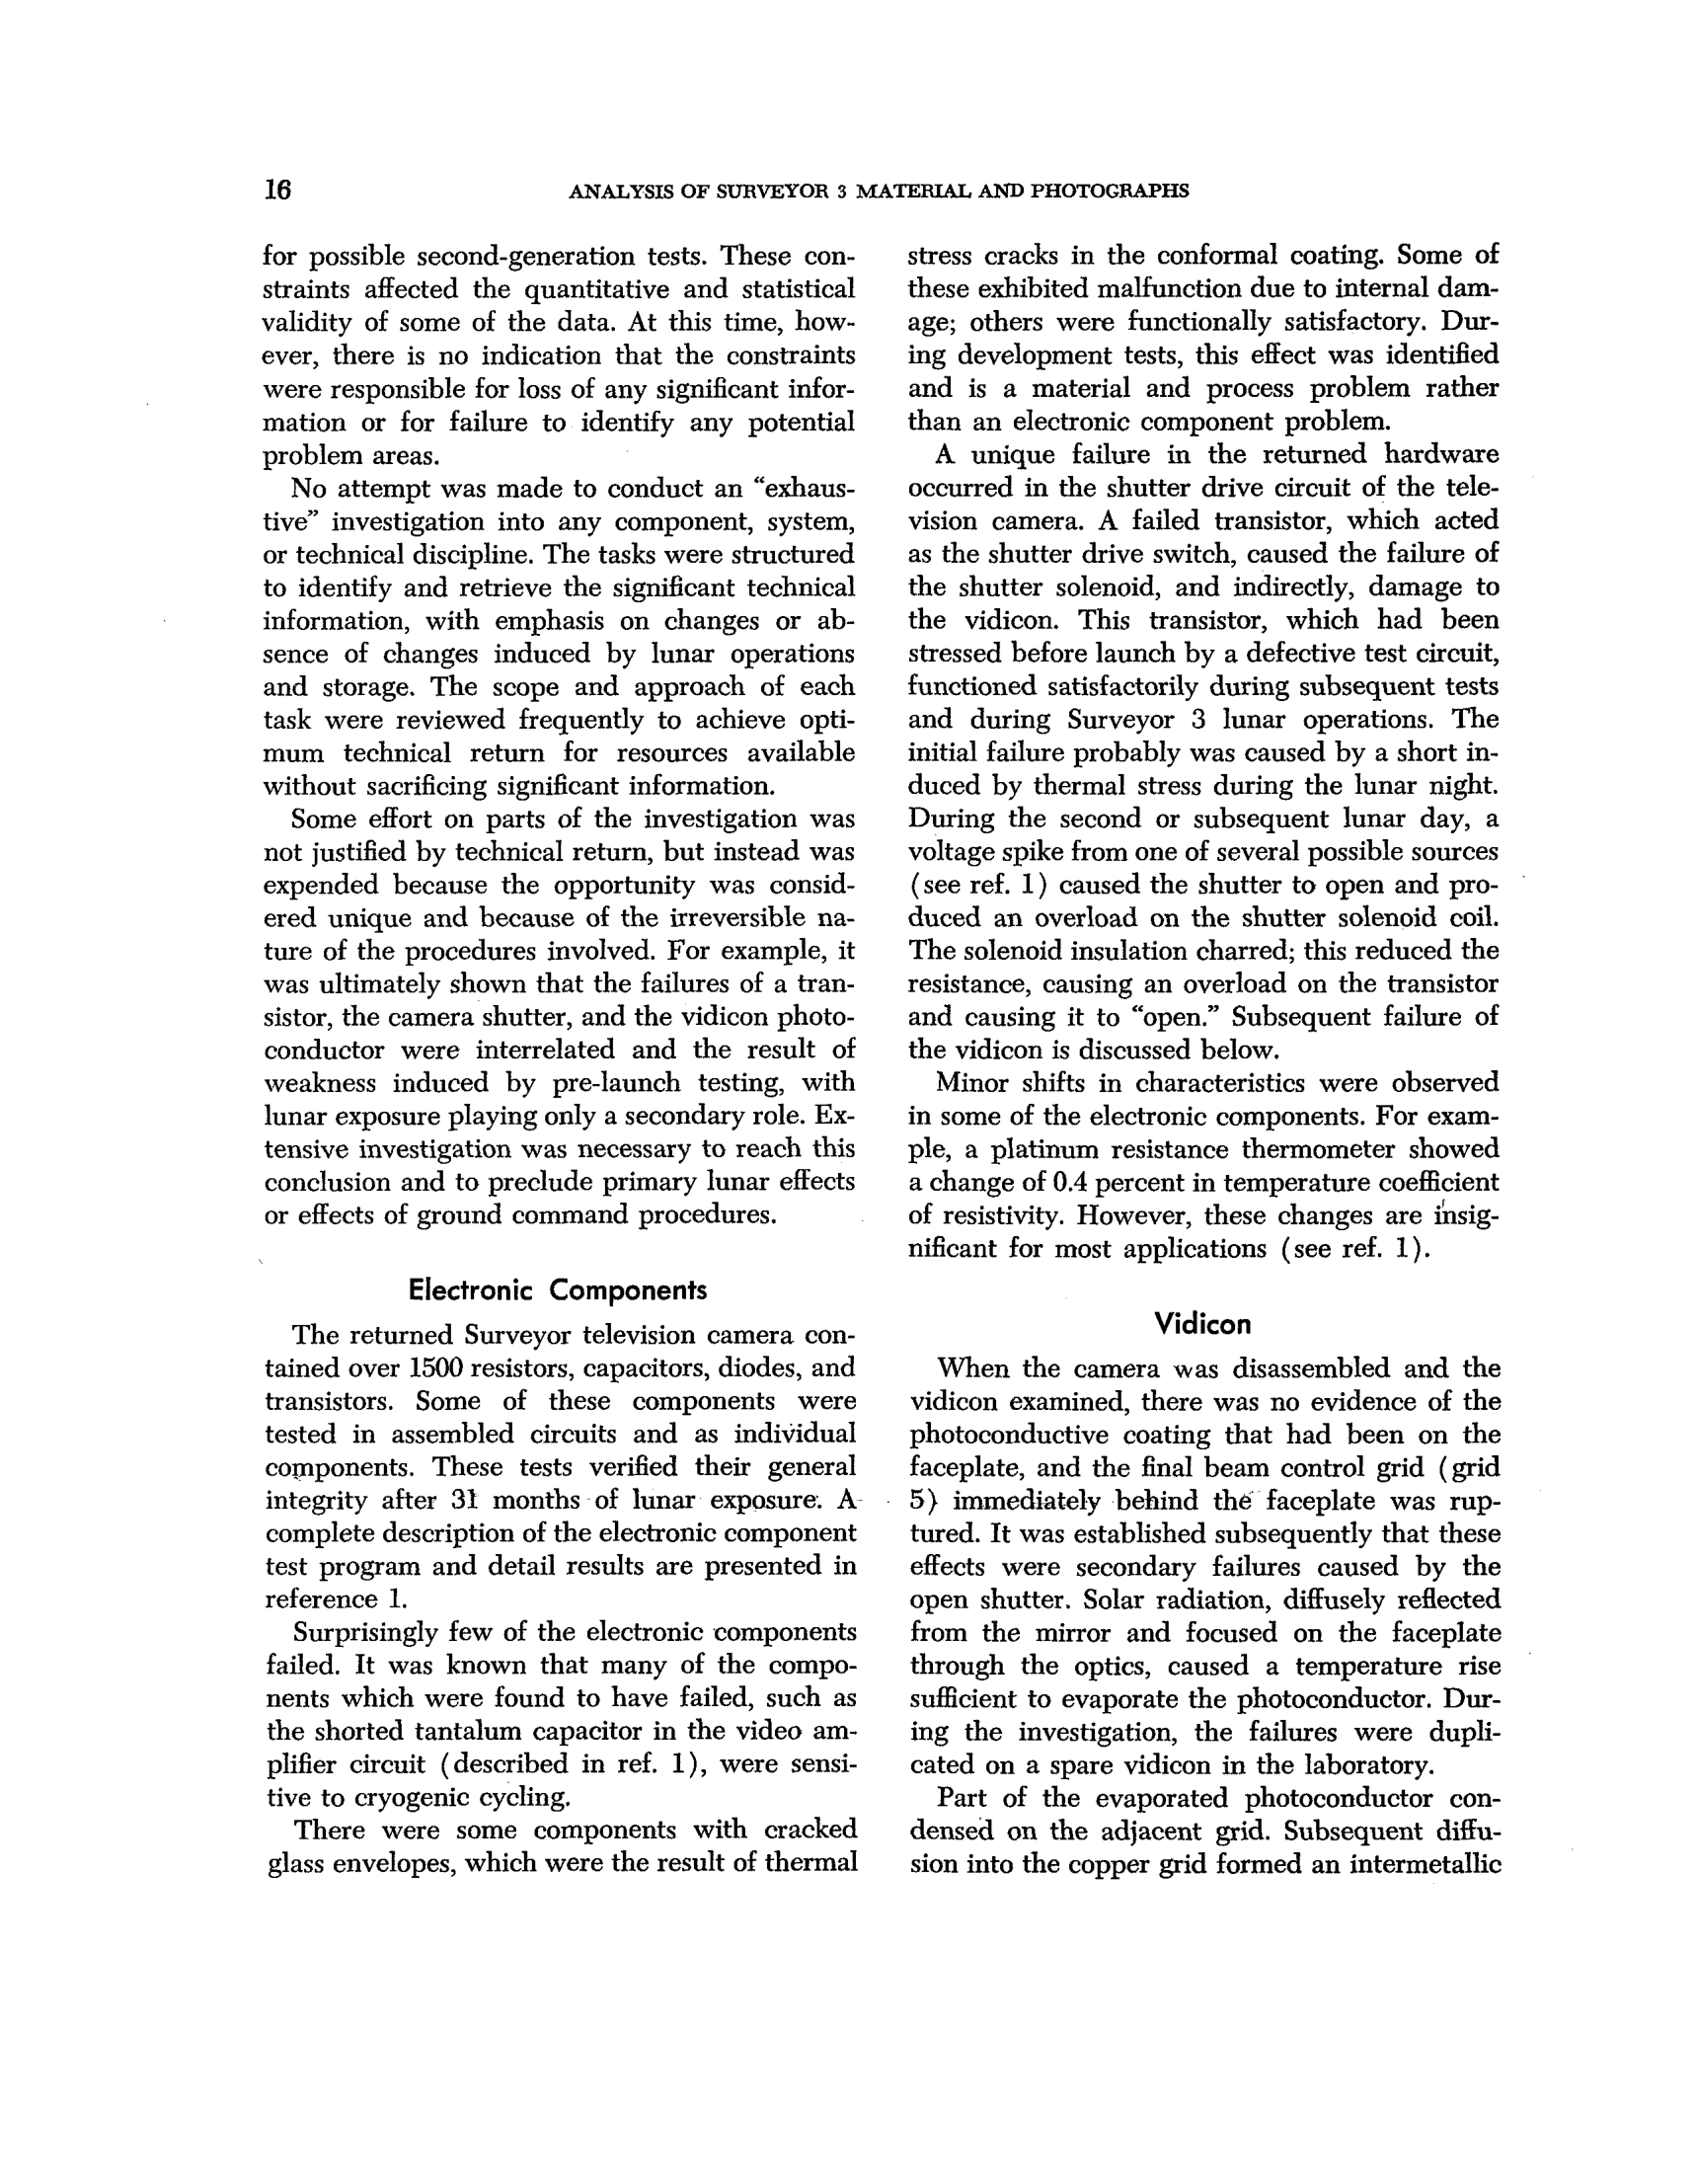 16
ANALYSIS OF SURVEYOR 3 MATERIAL AND PHOTOGRAPHS
for possible second-generation tests. These con-
straints affected the quantitative and statistical
validity of some of the data. At this time, how-
ever, there is no indication that the constraints
were responsible for loss of any significant infor-
mation or for failure to identify any potential
problem areas.
No attempt was made to conduct an “exhaus-
tive” investigation into any component, system,
or technical discipline. The tasks were structured
to identify and retrieve the significant technical
information, with emphasis on changes or ab-
sence of changes induced by lunar operations
and storage. The scope and approach of each
task were reviewed frequently to achieve opti-
mum technical return for resources available
without sacrificing significant information.
Some effort on parts of the investigation was
not justified by technical return, but instead was
expended because the opportunity was consid-
ered unique and because of the irreversible na-
ture of the procedures involved. For example, it
was ultimately shown that the failures of a tran-
sistor, the camera shutter, and the vidicon photo-
conductor were interrelated and the result of
weakness induced by pre-launch testing, with
lunar exposure playing only a secondary role. Ex-
tensive investigation was necessary to reach this
conclusion and to preclude primary lunar effects
or effects of ground command procedures.
Electronic Components
The returned Surveyor television camera con-
tained over 1500 resistors, capacitors, diodes, and
transistors. Some of these components were
tested in assembled circuits and as individual
components. These tests verified their general
integrity after 31 months of lunar exposure. A
complete description of the electronic component
test program and detail results are presented in
reference 1.
Surprisingly few of the electronic components
failed. It was known that many of the compo-
nents which were found to have failed, such as
the shorted tantalum capacitor in the video am-
plifier circuit (described in ref. 1), were sensi-
tive to cryogenic cycling.
There were some components with cracked
glass envelopes, which were the result of thermal
stress cracks in the conformal coating. Some of
these exhibited malfunction due to internal dam-
age; others were functionally satisfactory. Dur-
ing development tests, this effect was identified
and is a material and process problem rather
than an electronic component problem.
A unique failure in the returned hardware
occurred in the shutter drive circuit of the tele-
vision camera. A failed transistor, which acted
as the shutter drive switch, caused the failure of
the shutter solenoid, and indirectly, damage to
the vidicon. This transistor, which had been
stressed before launch by a defective test circuit,
functioned satisfactorily during subsequent tests
and during Surveyor 3 lunar operations. The
initial failure probably was caused by a short in-
duced by thermal stress during the lunar night.
During the second or subsequent lunar day, a
voltage spike from one of several possible sources
(see ref. 1) caused the shutter to open and pro-
duced an overload on the shutter solenoid coil.
The solenoid insulation charred; this reduced the
resistance, causing an overload on the transistor
and causing it to “open.” Subsequent failure of
the vidicon is discussed below.
Minor shifts in characteristics were observed
in some of the electronic components. For exam-
ple, a platinum resistance thermometer showed
a change of 0.4 percent in temperature coefficient
of resistivity. However, these changes are insig-
nificant for most applications (see ref. 1).
Vidicon
When the camera was disassembled and the
vidicon examined, there was no evidence of the
photoconductive coating that had been on the
faceplate, and the final beam control grid (grid
5) immediately behind the faceplate was rup-
tured. It was established subsequently that these
effects were secondary failures caused by the
open shutter. Solar radiation, diffusely reflected
from the mirror and focused on the faceplate
through the optics, caused a temperature rise
sufficient to evaporate the photoconductor. Dur-
ing the investigation, the failures were dupli-
cated on a spare vidicon in the laboratory.
Part of the evaporated photoconductor con-
densed on the adjacent grid. Subsequent diffu-
sion into the copper grid formed an intermetallic